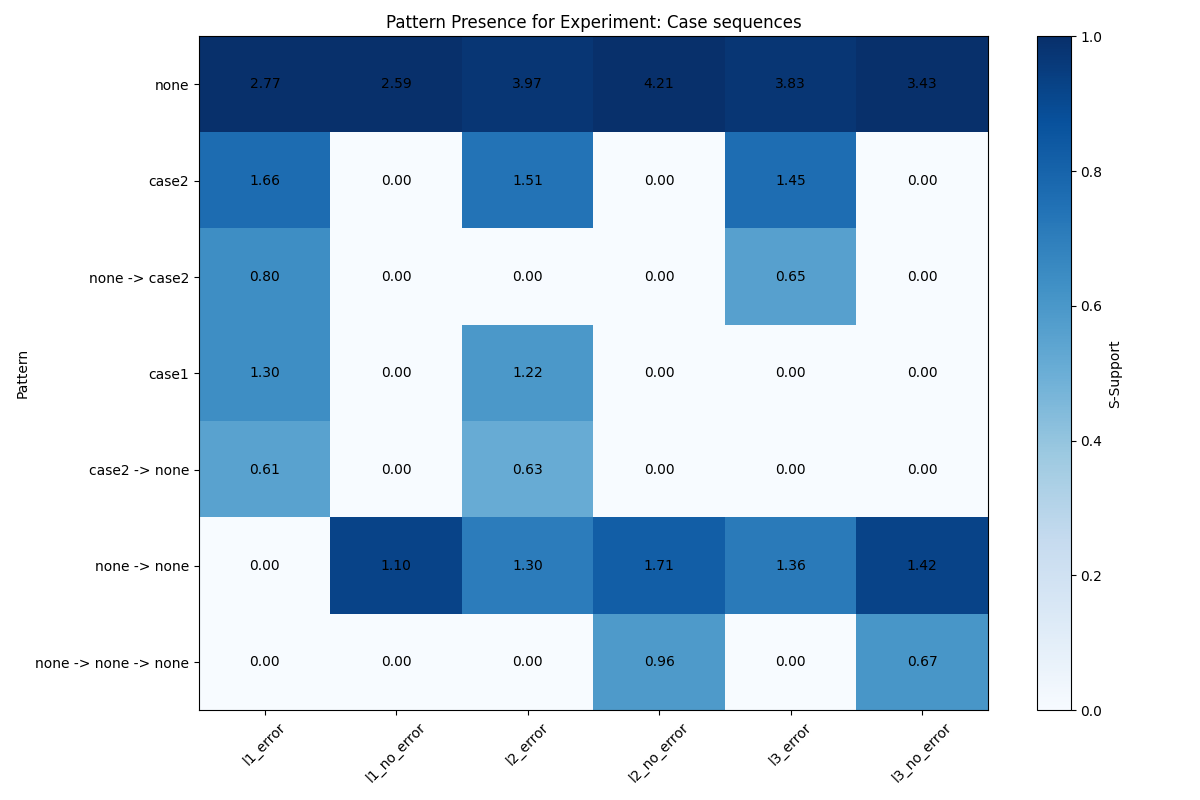 Pattern Presence for Experiment: Case sequences
none 2.77 2.59 3.97 4.21 3.83 3.43
case2 1.66 0.00 1.51 0.00 1.45 0.00
none -> case2 0.80 0.00 0.00 0.00 0.65 0.00
case1 1.30 0.00 1.22 0.00 0.00 0.00
case2 -> none 0.61 0.00 0.63 0.00 0.00 0.00
none -> none 0.00 1.10 1.30 1.71 1.36 1.42
none -> none -> none 0.00 0.00 0.00 0.96 0.00 0.67
l1_error l1_no_error l2_error l2_no_error l3_error l3_no_error
Pattern
1.0
0.8
0.6
0.4
0.2
0.0
S-Support